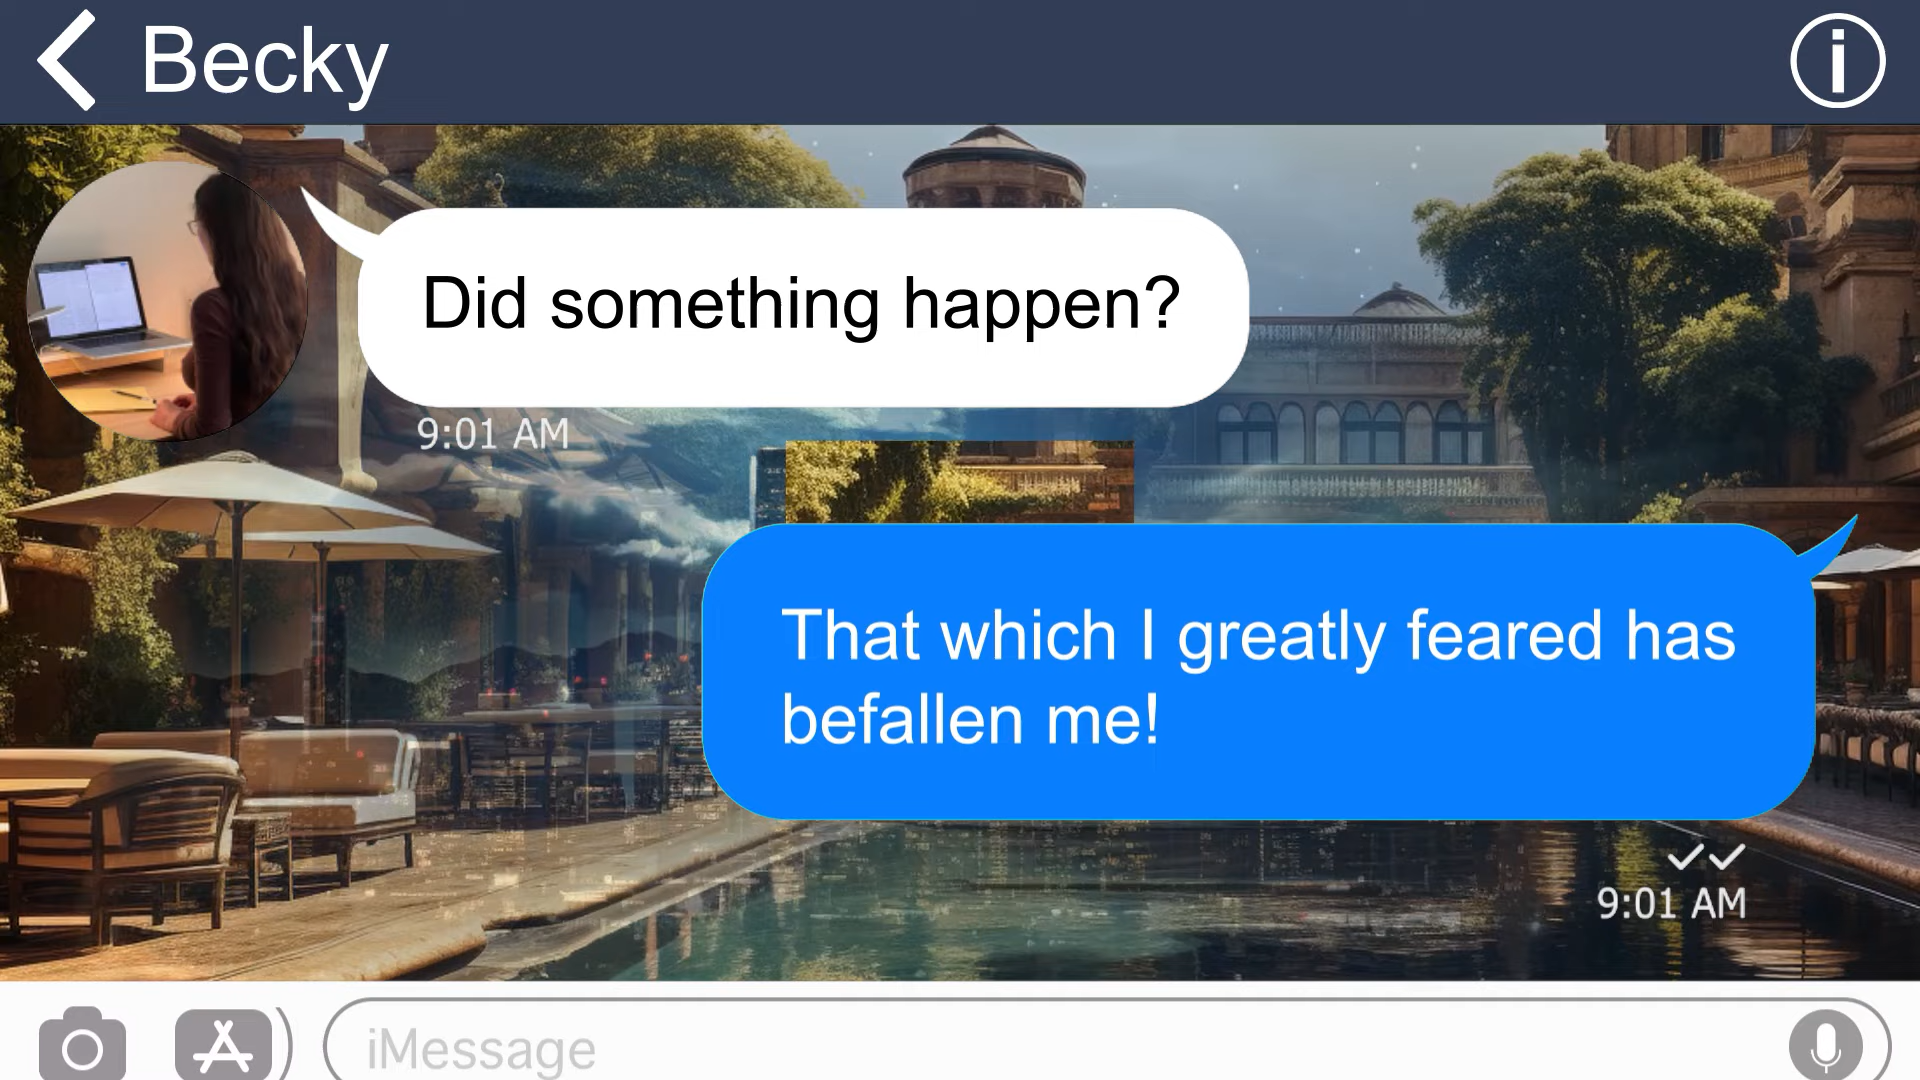 Becky
Did something happen?
9:01 AM
That which I greatly feared has
befallen me!
9:01 AM
iMessage